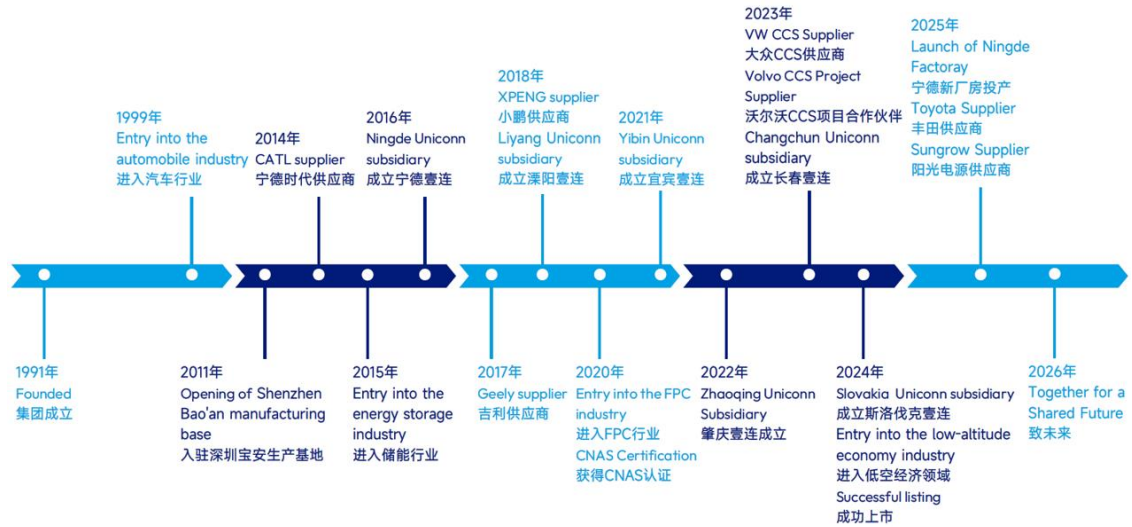 1991年
Founded
集团成立
1999年
Entry into the
automobile industry
进入汽车行业
2011年
Opening of Shenzhen
Bao'an manufacturing
base
入驻深圳宝安生产基地
2014年
CATL supplier
宁德时代供应商
2015年
Entry into the
energy storage
industry
进入储能行业
2016年
Ningde Uniconn
subsidiary
成立宁德壹连
2017年
Geely supplier
吉利供应商
2018年
XPENG supplier
小鹏供应商
Liyang Uniconn
subsidiary
成立溧阳壹连
2020年
Entry into the FPC
industry
进入FPC行业
CNAS Certification
获得CNAS认证
2021年
Yibin Uniconn
subsidiary
成立宜宾壹连
2022年
Zhaoqing Uniconn
Subsidiary
肇庆壹连成立
2023年
VW CCS Supplier
大众CCS供应商
Volvo CCS Project
Supplier
沃尔沃CCS项目合作伙伴
Changchun Uniconn
subsidiary
成立长春壹连
2024年
Slovakia Uniconn subsidiary
成立斯洛伐克壹连
Entry into the low-altitude
economy industry
进入低空经济领域
Successful listing
成功上市
2025年
Launch of Ningde
Factoray
宁德新厂房投产
Toyota Supplier
丰田供应商
Sungrow Supplier
阳光电源供应商
2026年
Together for a
Shared Future
致未来